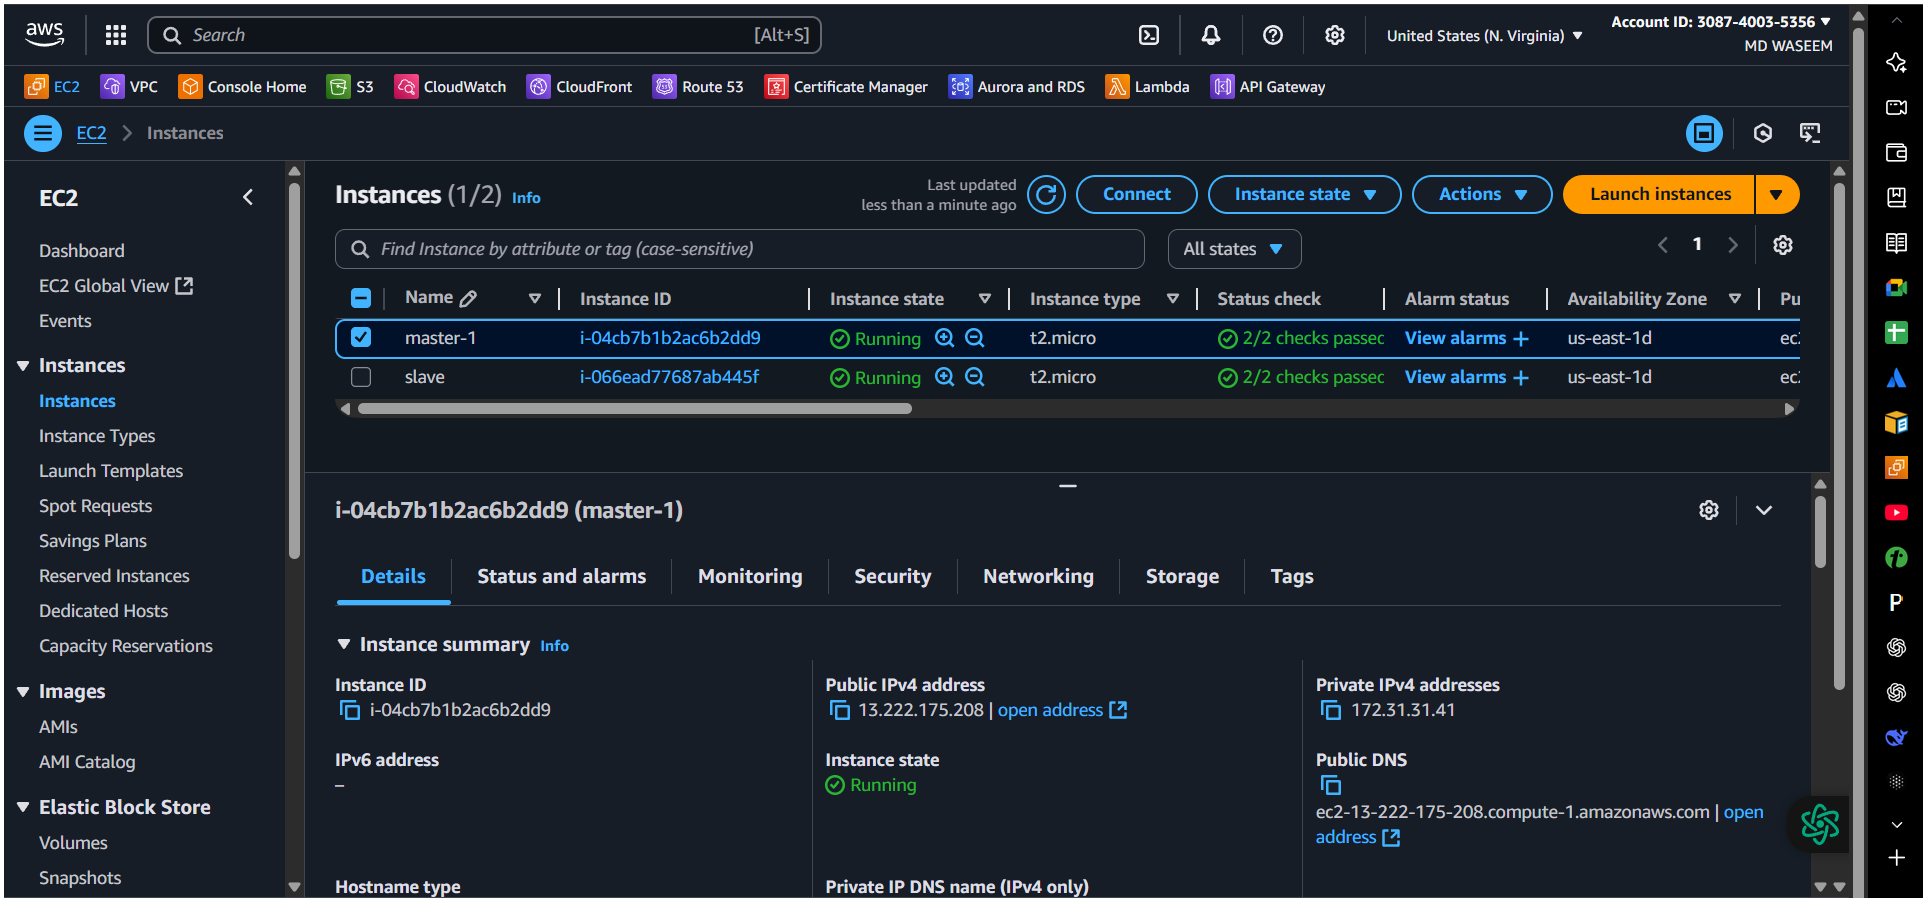 aws
Search [Alt+S]
United States (N. Virginia)
Account ID: 3087-4003-5356
MD WASEEM
EC2 VPC Console Home S3 CloudWatch CloudFront Route 53 Certificate Manager Aurora and RDS Lambda API Gateway
EC2 Instances
EC2
Dashboard
EC2 Global View
Events
Instances
Instances
Instance Types
Launch Templates
Spot Requests
Savings Plans
Reserved Instances
Dedicated Hosts
Capacity Reservations
Images
AMIs
AMI Catalog
Elastic Block Store
Volumes
Snapshots
Instances (1/2) Info
Last updated
less than a minute ago
Connect Instance state Actions Launch instances
Find Instance by attribute or tag (case-sensitive) All states 1
Name Instance ID Instance state Instance type Status check Alarm status Availability Zone Pu
master-1 i-04cb7b1b2ac6b2dd9 Running t2.micro 2/2 checks passec View alarms us-east-1d ec2
slave i-066ead77687ab445f Running t2.micro 2/2 checks passec View alarms us-east-1d ec2
i-04cb7b1b2ac6b2dd9 (master-1)
Details Status and alarms Monitoring Security Networking Storage Tags
Instance summary Info
Instance ID
i-04cb7b1b2ac6b2dd9
Public IPv4 address
13.222.175.208 | open address
Private IPv4 addresses
172.31.31.41
IPv6 address
–
Instance state
Running
Public DNS
ec2-13-222-175-208.compute-1.amazonaws.com | open
address
Hostname type
Private IP DNS name (IPv4 only)
P